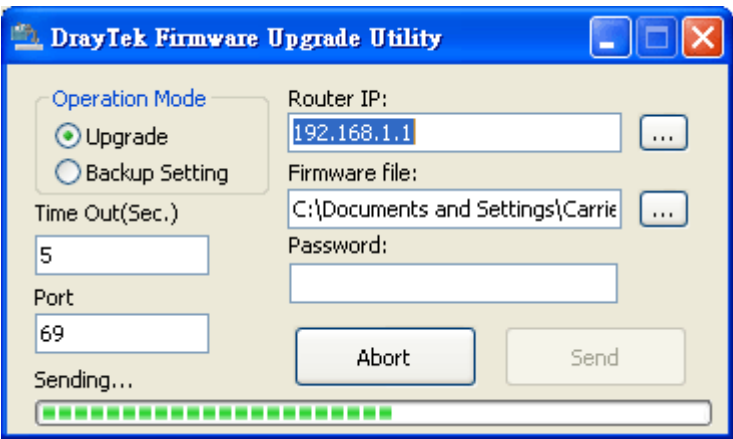 DrayTek Firmware Upgrade Utility
Operation Mode
Upgrade
Backup Setting
Time Out(Sec.)
5
Port
69
Router IP:
192.168.1.1
...
Firmware file:
C:\Documents and Settings\Carrie
...
Password:
Abort
Send
Sending...